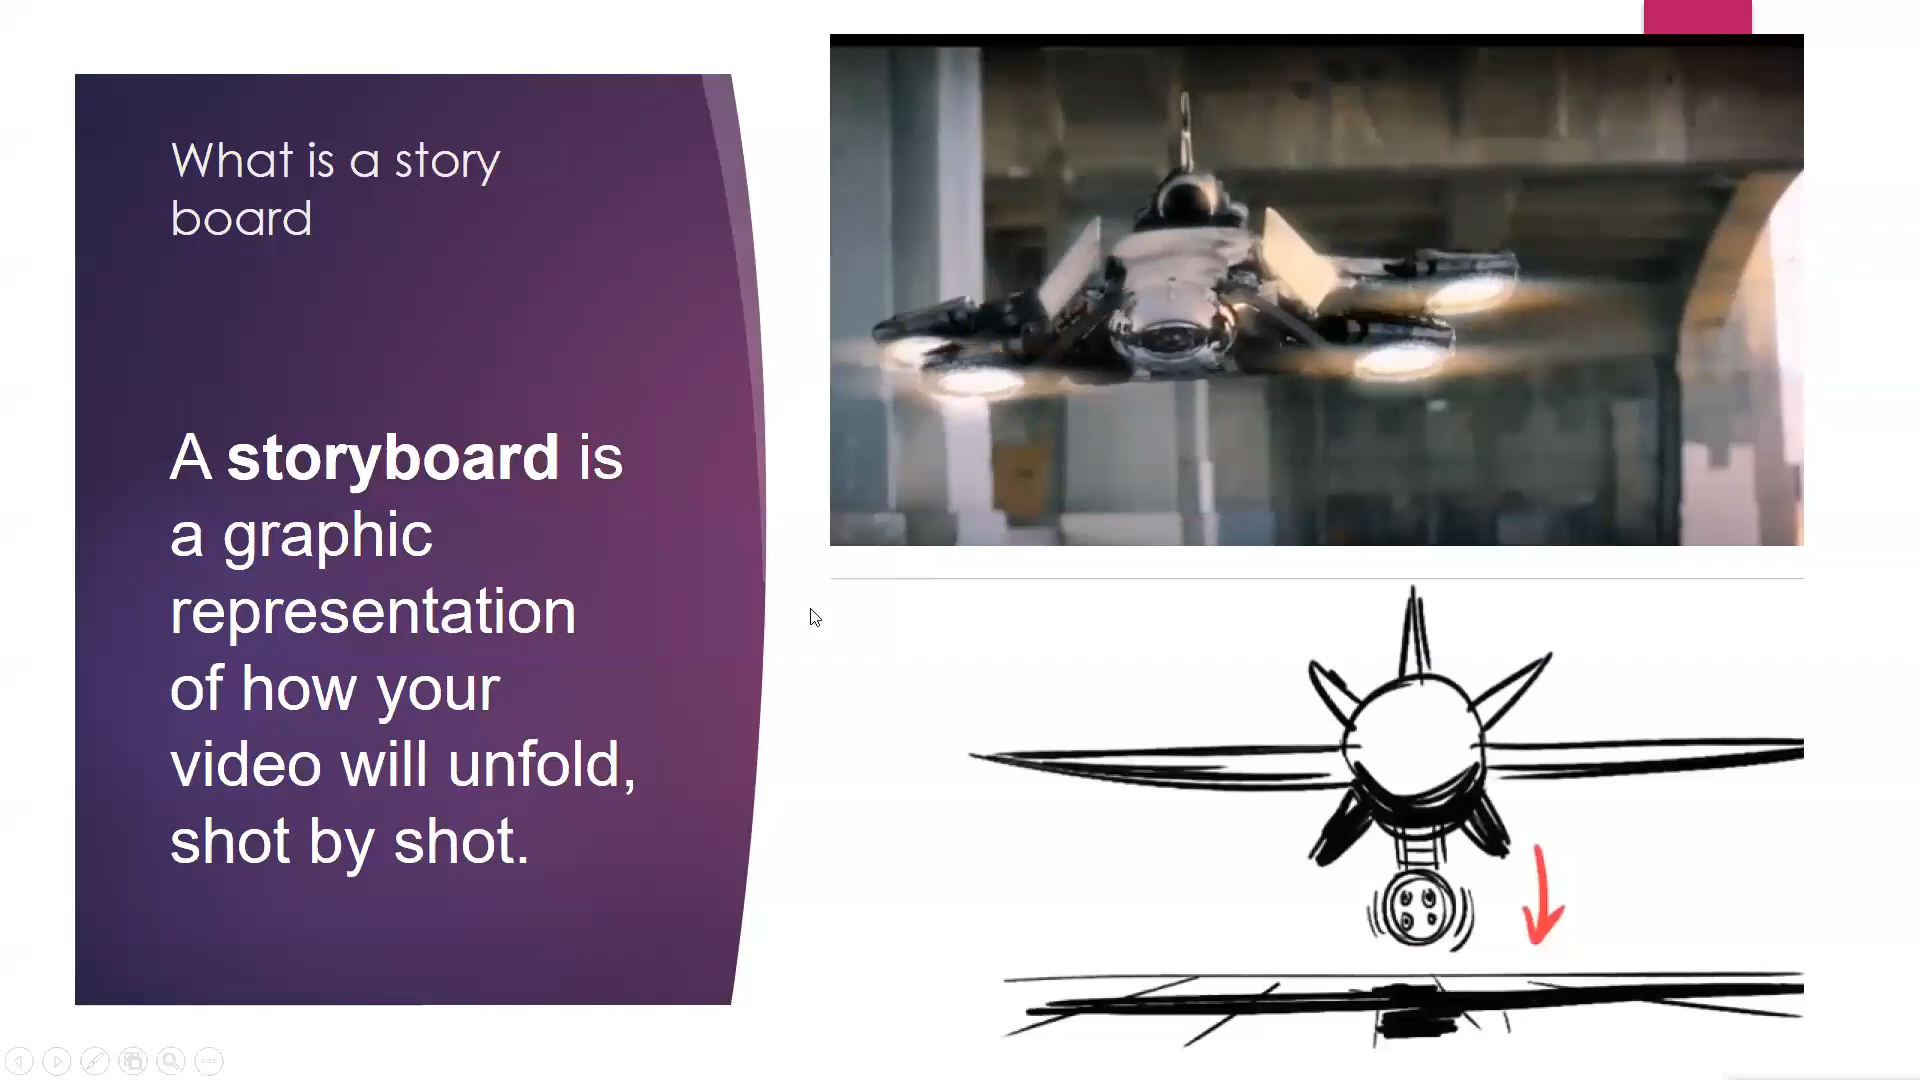 What is a story
board
A storyboard is
a graphic
representation
of how your
video will unfold,
shot by shot.